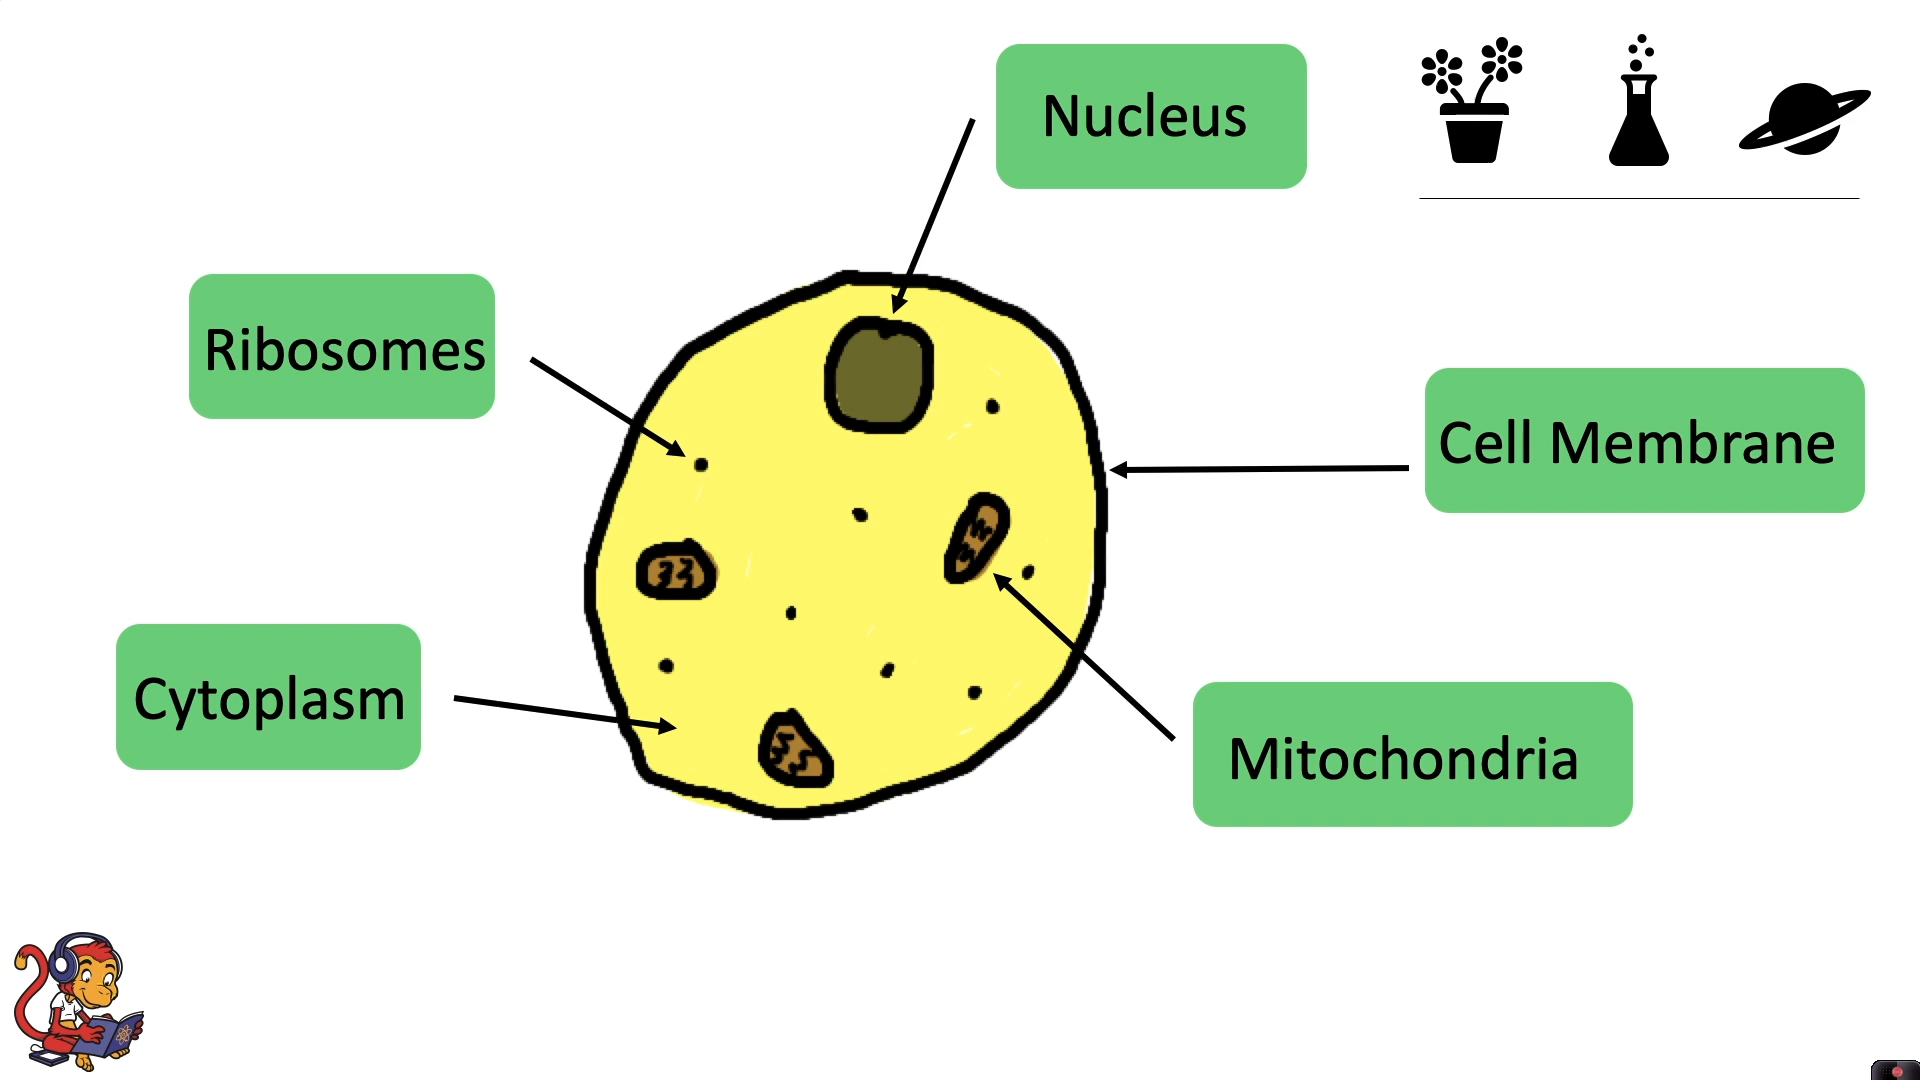 Nucleus
Ribosomes
Cell Membrane
Cytoplasm
Mitochondria